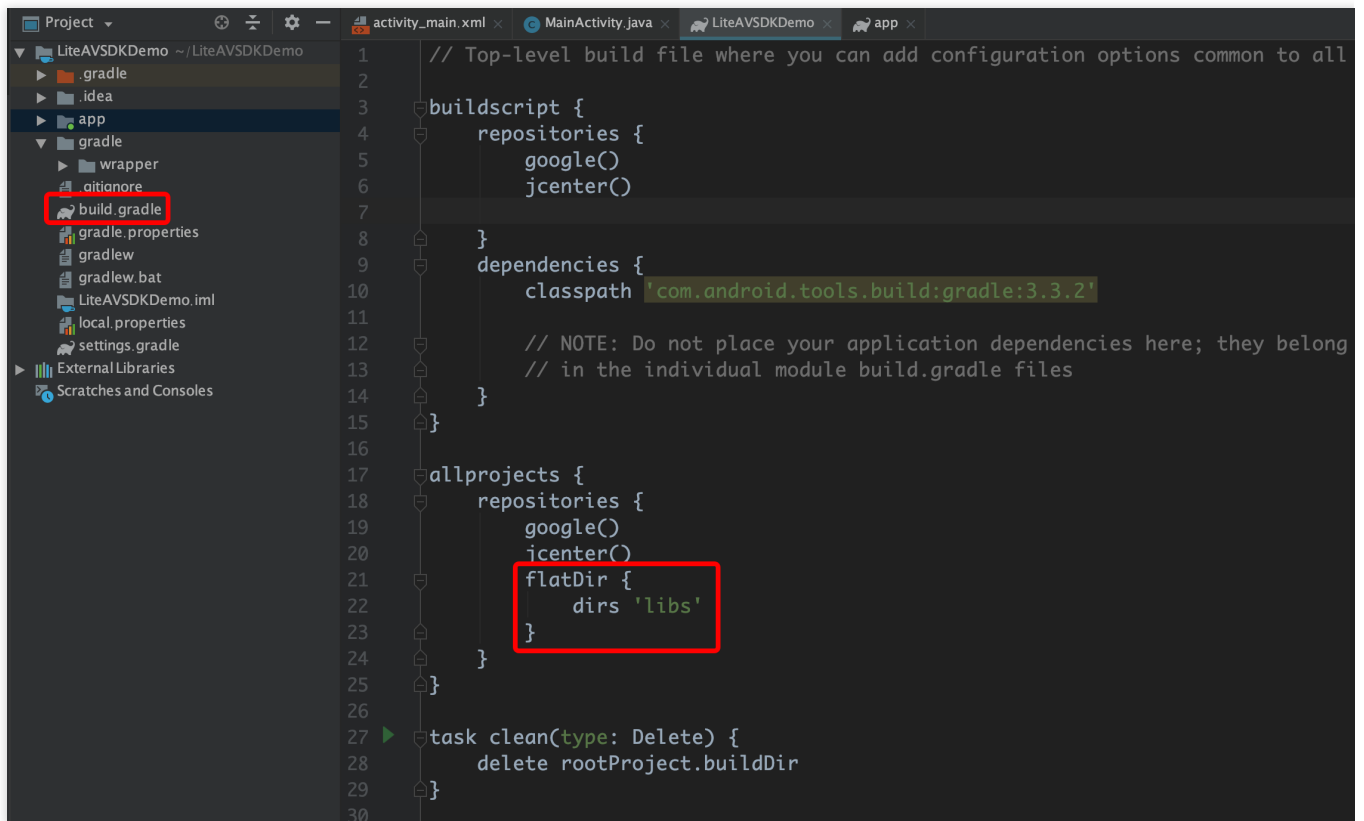 Project
activity_main.xml
MainActivity.java
LiteAVSDKDemo
app
LiteAVSDKDemo ~/LiteAVSDKDemo
.gradle
.idea
app
gradle
wrapper
.gitignore
build.gradle
gradle.properties
gradlew
gradlew.bat
LiteAVSDKDemo.iml
local.properties
settings.gradle
External Libraries
Scratches and Consoles
1 // Top-level build file where you can add configuration options common to all
2
3 buildscript {
4 repositories {
5 google()
6 jcenter()
7
8 }
9 dependencies {
10 classpath 'com.android.tools.build:gradle:3.3.2'
11
12 // NOTE: Do not place your application dependencies here; they belong
13 // in the individual module build.gradle files
14 }
15 }
16
17 allprojects {
18 repositories {
19 google()
20 jcenter()
21 flatDir {
22 dirs 'libs'
23 }
24 }
25 }
26
27 task clean(type: Delete) {
28 delete rootProject.buildDir
29 }
30